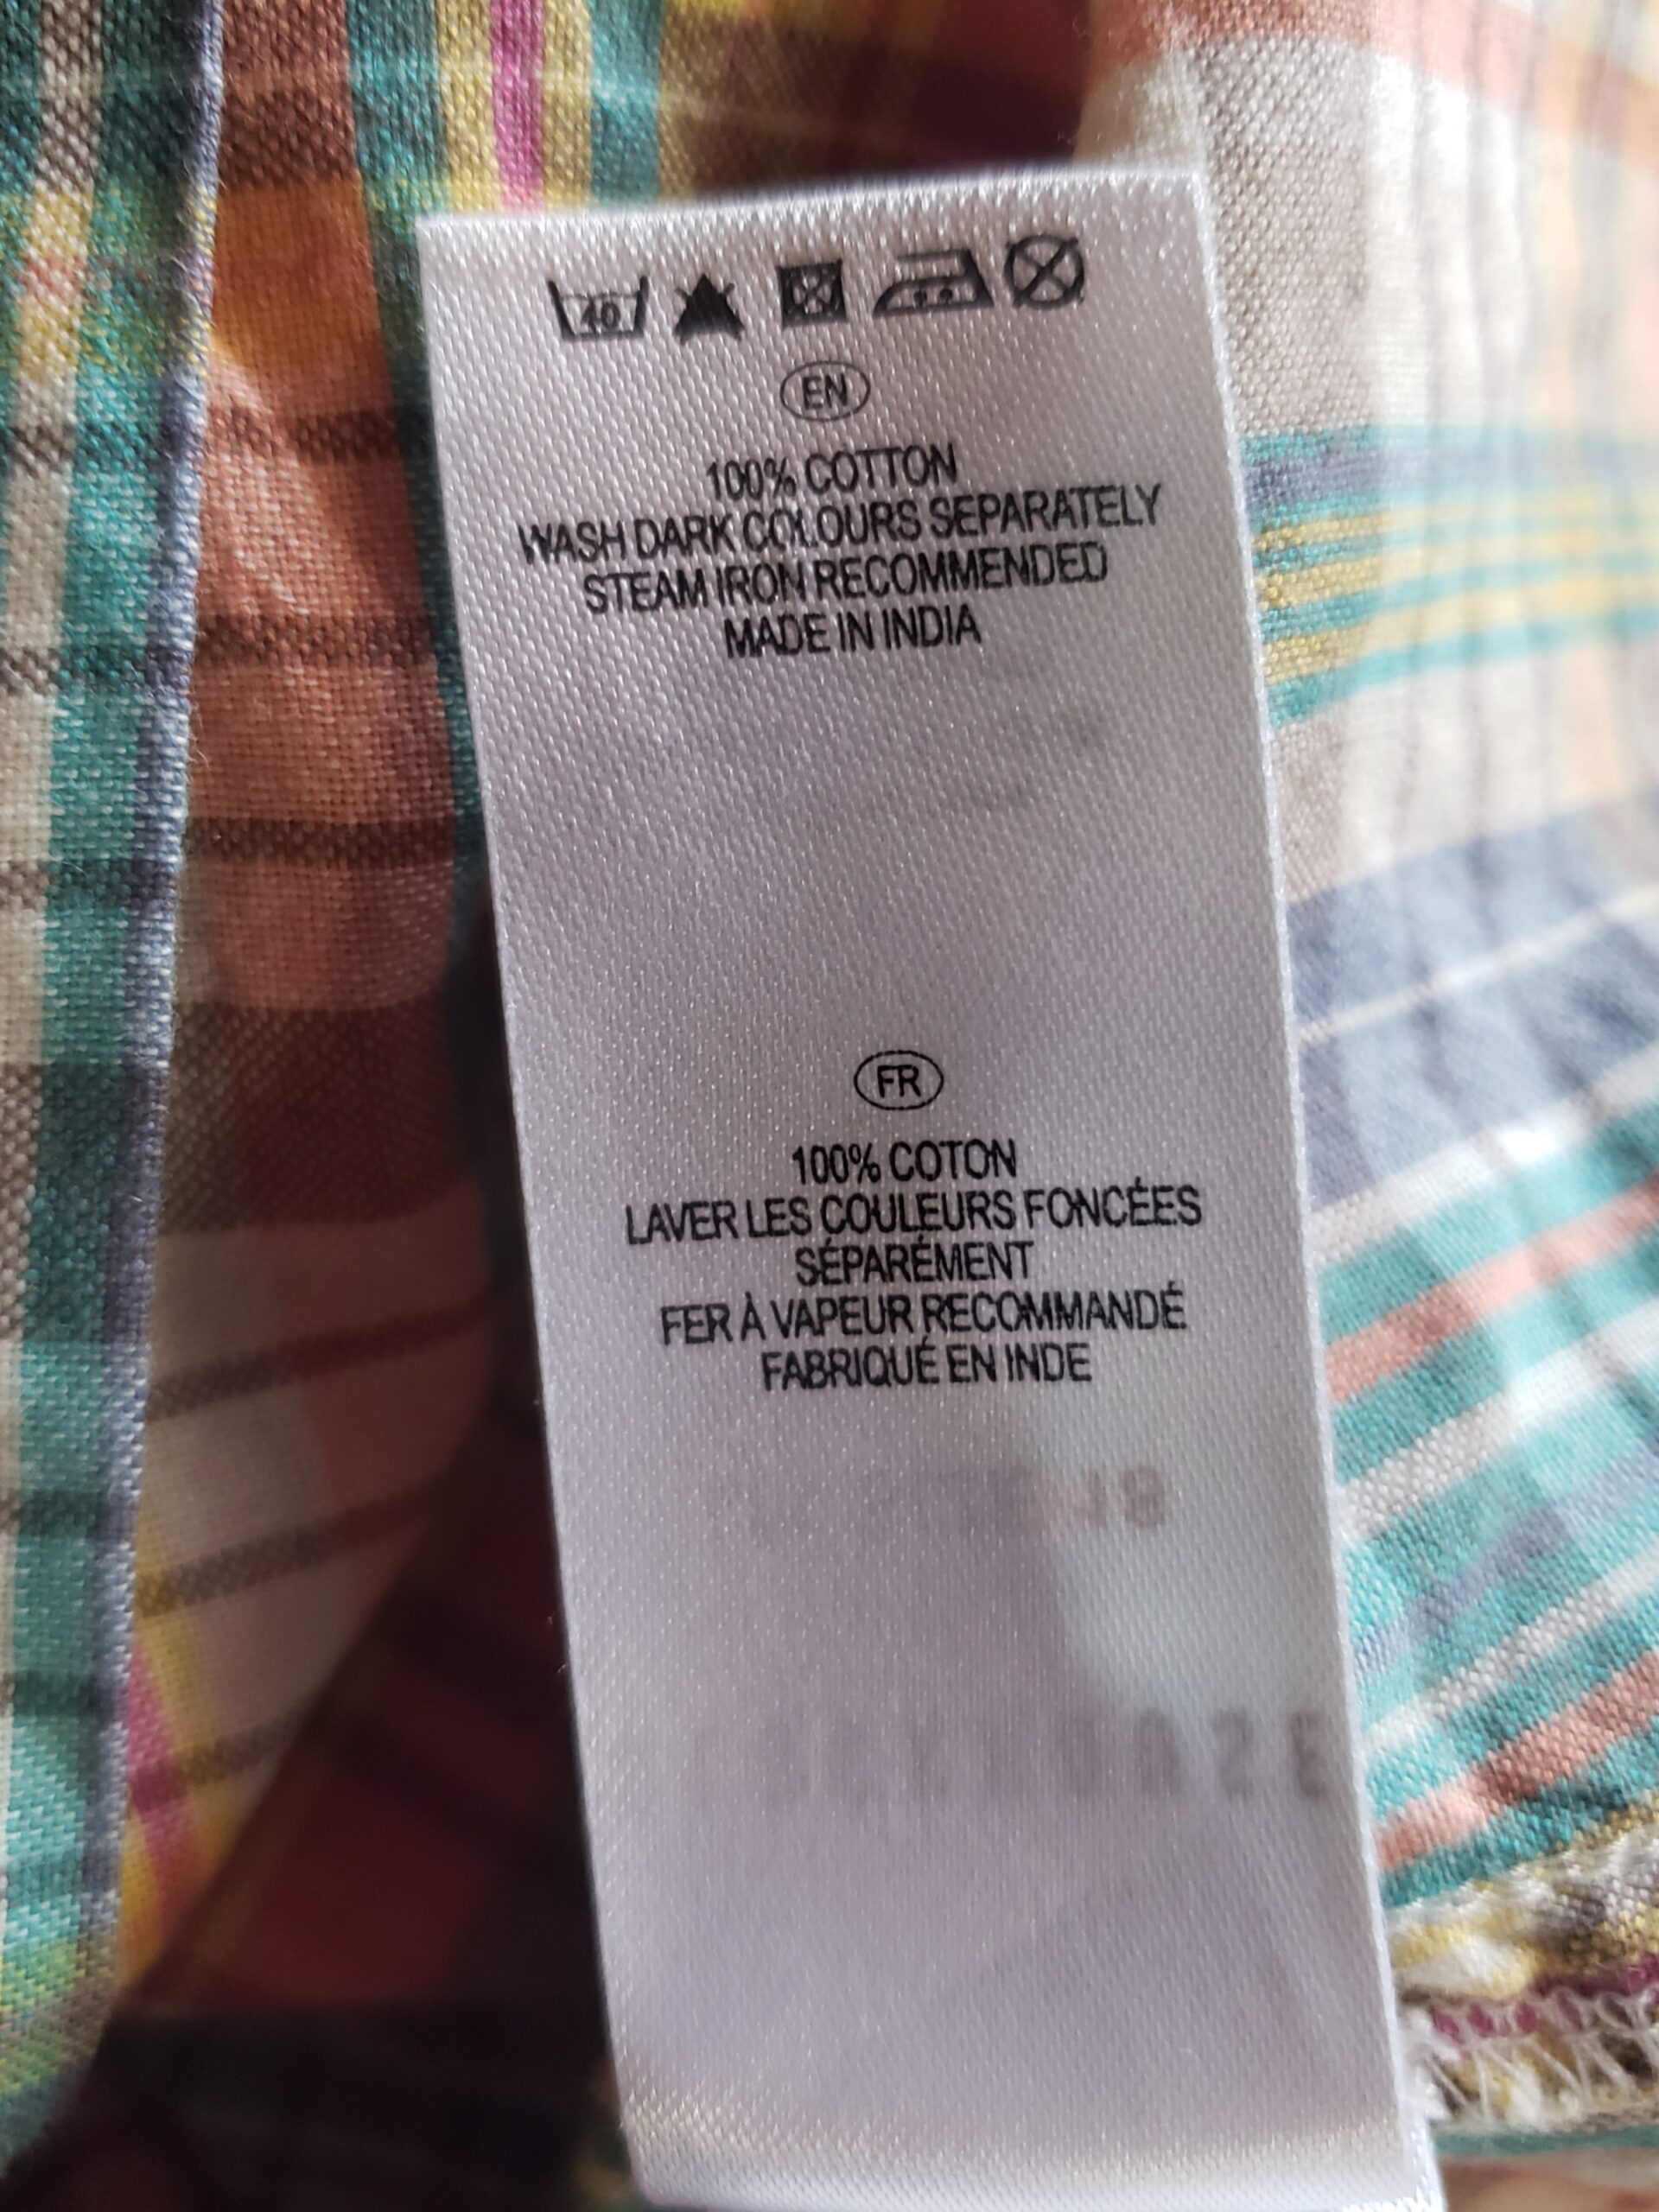 40
EN
100% COTTON
WASH DARK COLOURS SEPARATELY
STEAM IRON RECOMMENDED
MADE IN INDIA
FR
100% COTON
LAVER LES COULEURS FONCÉES
SÉPARÉMENT
FER À VAPEUR RECOMMANDÉ
FABRIQUÉ EN INDE